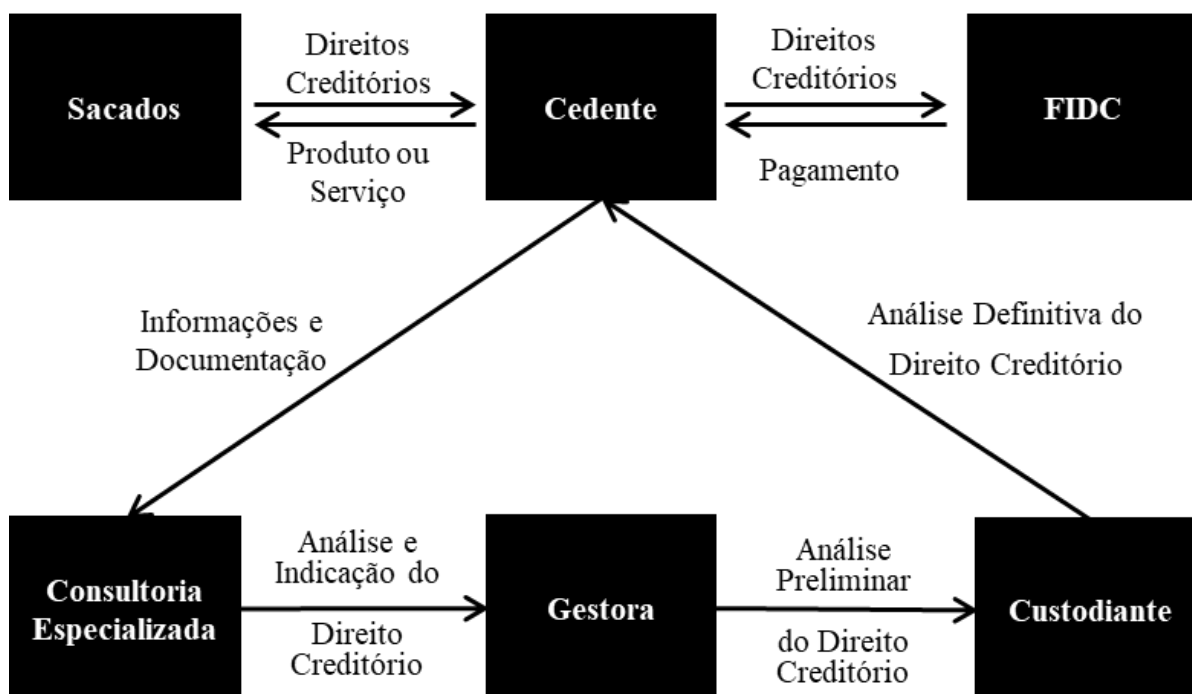 Sacados
Direitos
Creditórios
Produto ou
Serviço
Cedente
Direitos
Creditórios
Pagamento
FIDC
Informações e
Documentação
Análise Definitiva do
Direito Creditório
Consultoria
Especializada
Análise e
Indicação do
Direito
Creditório
Gestora
Análise
Preliminar
do Direito
Creditório
Custodiante